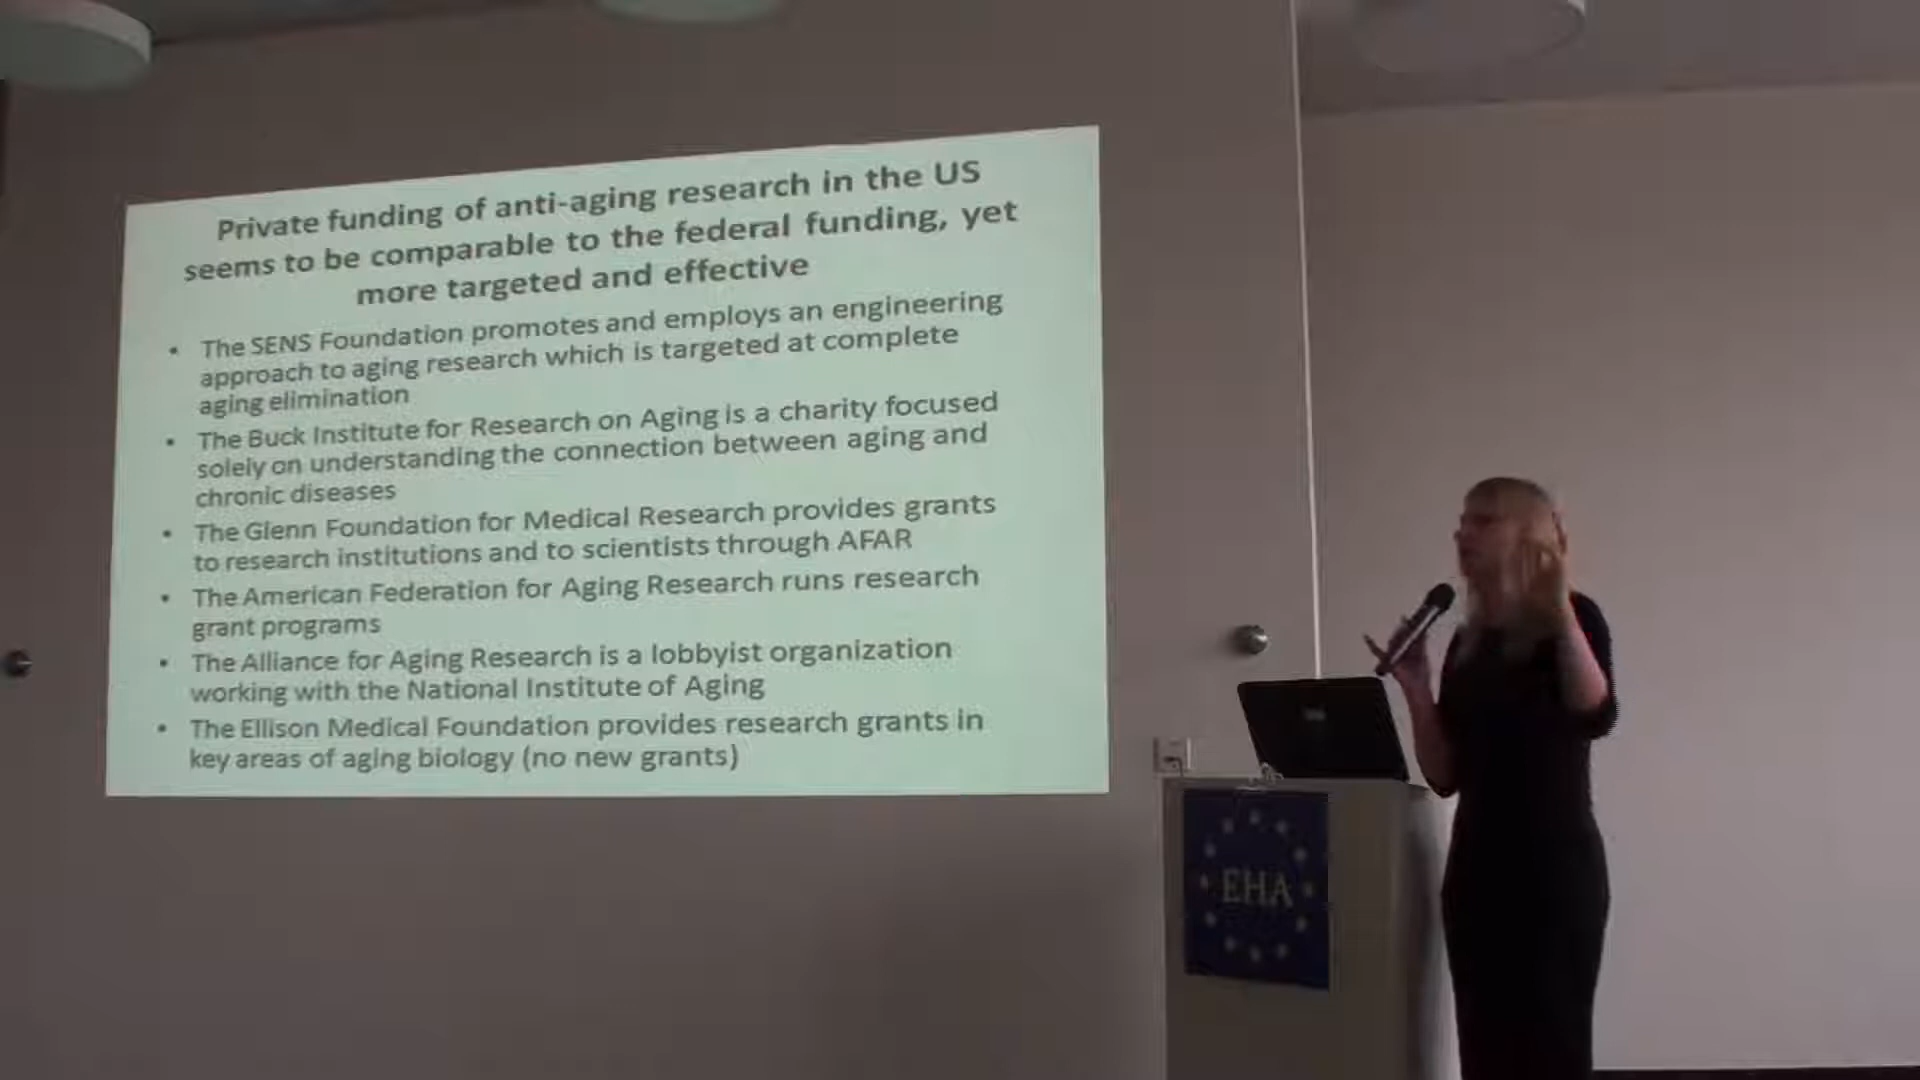 Private funding of anti-aging research in the US
seems to be comparable to the federal funding, yet
more targeted and effective
• The SENS Foundation promotes and employs an engineering
approach to aging research which is targeted at complete
aging elimination
• The Buck Institute for Research on Aging is a charity focused
solely on understanding the connection between aging and
chronic diseases
• The Glenn Foundation for Medical Research provides grants
to research institutions and to scientists through AFAR
• The American Federation for Aging Research runs research
grant programs
• The Alliance for Aging Research is a lobbyist organization
working with the National Institute of Aging
• The Ellison Medical Foundation provides research grants in
key areas of aging biology (no new grants)
EHA